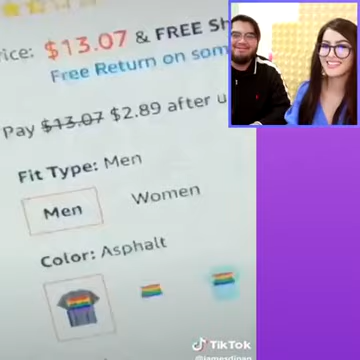 ice: $13.07 & FREE Sh
Free Return on som
Pay $13.07 $2.89 after u
Fit Type: Men
Men Women
Color: Asphalt
TikTok